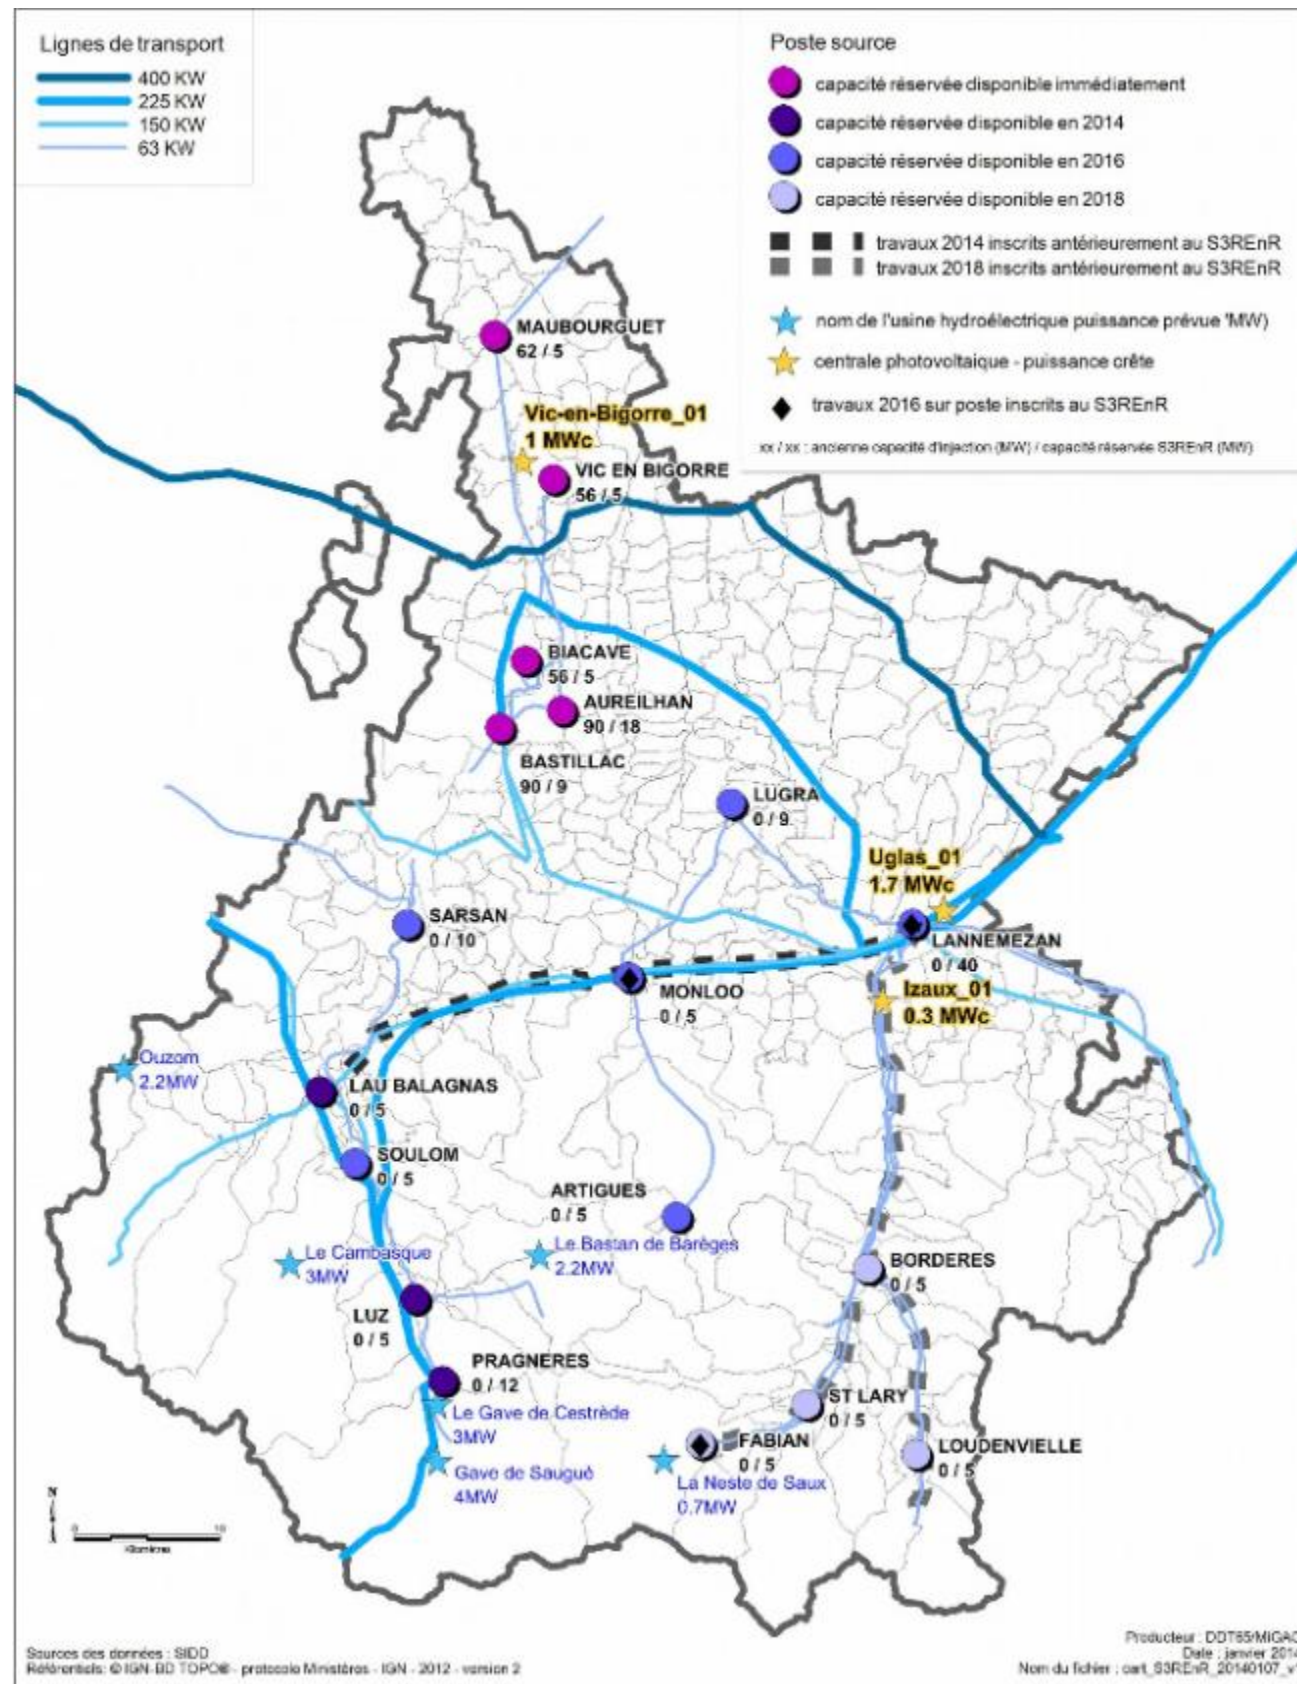 Lignes de transport
400 KW
225 KW
150 KW
63 KW
Poste source
capacité réservée disponible immédiatement
capacité réservée disponible en 2014
capacité réservée disponible en 2016
capacité réservée disponible en 2018
travaux 2014 inscrits antérieurement au S3REnR
travaux 2018 inscrits antérieurement au S3REnR
nom de l'usine hydroélectrique puissance prévue 'MW)
centrale photovoltaique - puissance crête
travaux 2016 sur poste inscrits au S3REnR
xx / xx : ancienne capacité d'injection (MW) / capacité réservée S3REnR (MW)
MAUBOURGUET
62 / 5
Vic-en-Bigorre_01
1 MWc
VIC EN BIGORRE
56 / 5
BIACAVE
56 / 5
AUREILHAN
90 / 18
BASTILLAC
90 / 9
LUGRA
0 / 9
Uglas_01
1.7 MWc
SARSAN
0 / 10
LANNEMEZAN
0 / 40
MONLOO
0 / 5
Izaux_01
0.3 MWc
Ouzom
2.2MW
LAU BALAGNAS
0 / 5
SOULOM
0 / 5
ARTIGUES
0 / 5
Le Bastan de Barèges
2.2MW
Le Cambasque
3MW
BORDERES
0 / 5
LUZ
0 / 5
PRAGNERES
0 / 12
Le Gave de Cestrède
3MW
ST LARY
0 / 5
FABIAN
0 / 5
LOUDENVIELLE
0 / 5
Gave de Saugué
4MW
La Neste de Saux
0.7MW
N
0 10
Kilomètres
Sources des données : SIDD
Référentiels: © IGN-BD TOPO® - protocole Ministères - IGN - 2012 - version 2
Producteur : DDT65/MIGAC
Date : janvier 2014
Nom du fichier : cart_S3REnR_20140107_v1